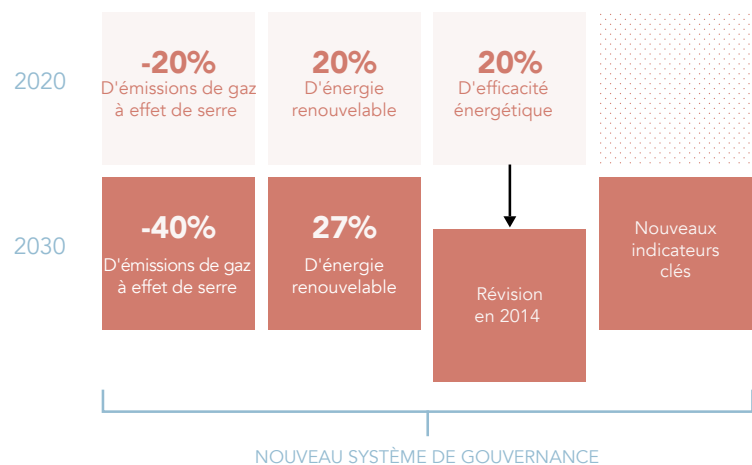 2020
-20%
D'émissions de gaz
à effet de serre
20%
D'énergie
renouvelable
20%
D'efficacité
énergétique
2030
-40%
D'émissions de gaz
à effet de serre
27%
D'énergie
renouvelable
Révision
en 2014
Nouveaux
indicateurs
clés
NOUVEAU SYSTÈME DE GOUVERNANCE